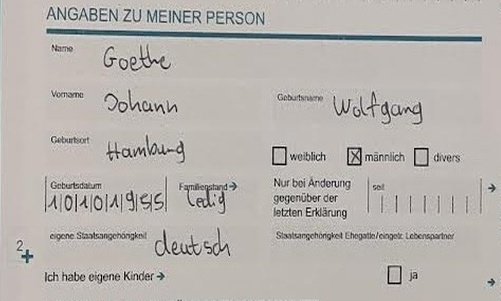 ANGABEN ZU MEINER PERSON
Name Goethe
Vorname Johann Geburtsname Wolfgang
Geburtsort Hamburg weiblich männlich divers
Geburtsdatum Familienstand → Nur bei Änderung seit →
10101955 ledig gegenüber der
letzten Erklärung
eigene Staatsangehörigkeit deutsch Staatsangehörigkeit Ehegatte/eingetr. Lebenspartner
2+
Ich habe eigene Kinder → ja →